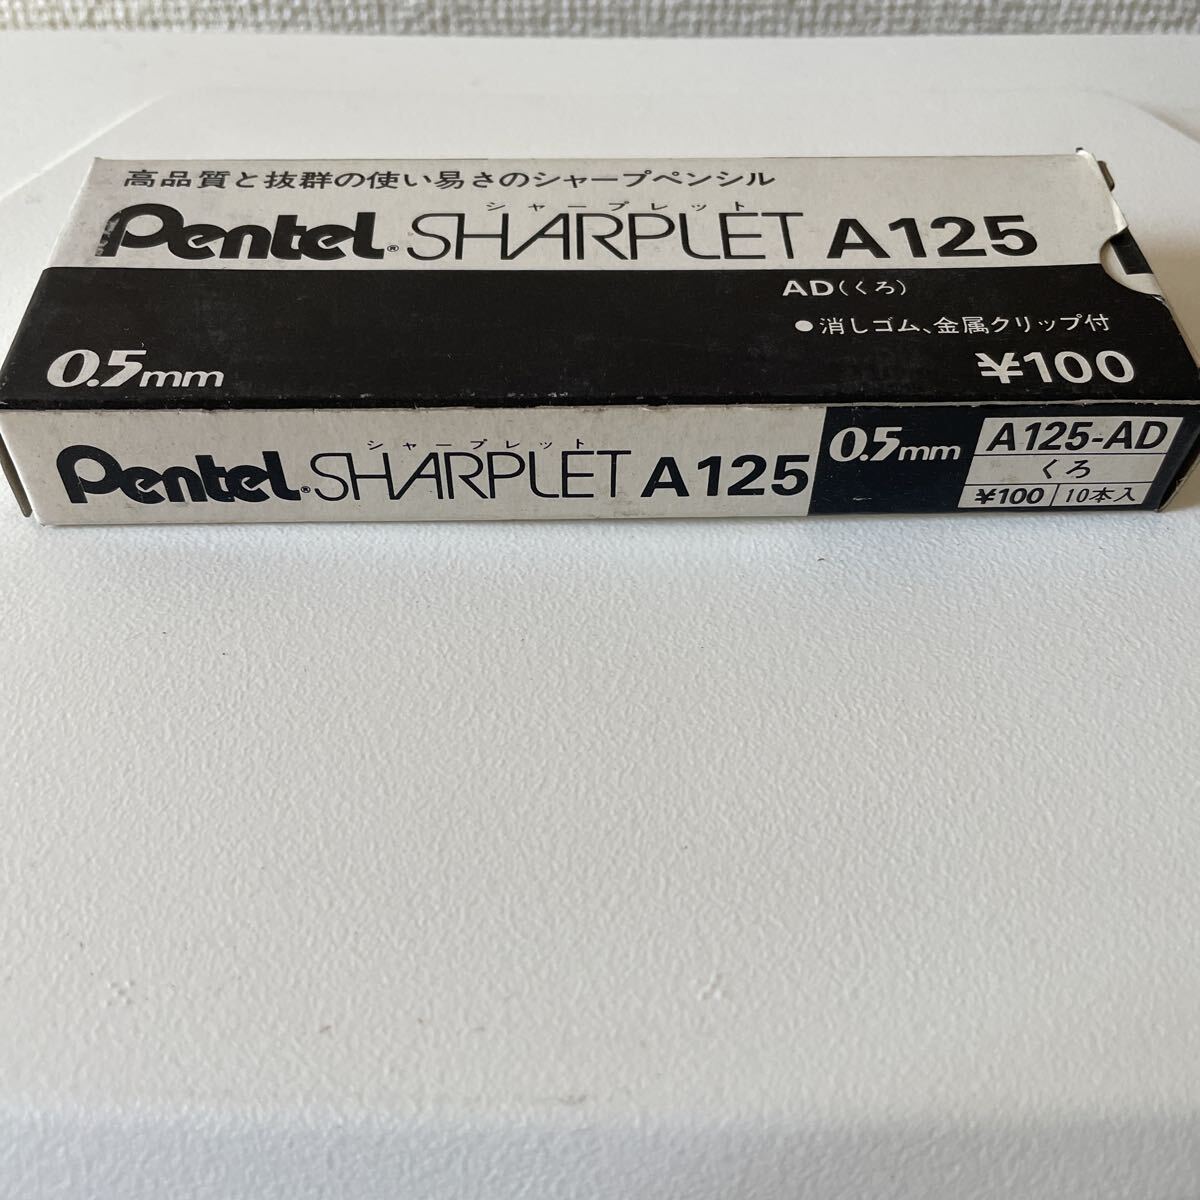 高品質と抜群の使い易さのシャープペンシル
シャープレット
Pentel® SHARPLET A125
AD(くろ)
●消しゴム、金属クリップ付
0.5mm
¥100
シャープレット
Pentel® SHARPLET A125
0.5mm
A125-AD
くろ
¥100 10本入